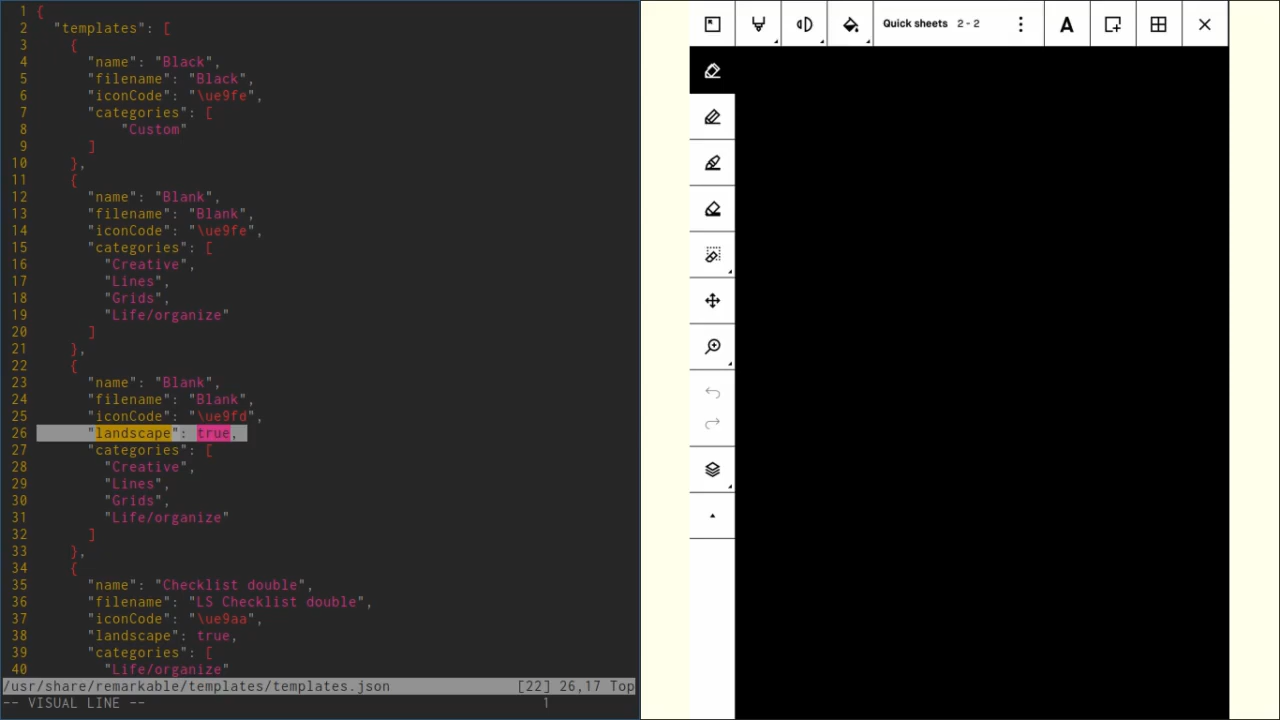 1 {
2 "templates": [
3 {
4 "name": "Black",
5 "filename": "Black",
6 "iconCode": "\ue9fe",
7 "categories": [
8 "Custom"
9 ]
10 },
11 {
12 "name": "Blank",
13 "filename": "Blank",
14 "iconCode": "\ue9fe",
15 "categories": [
16 "Creative",
17 "Lines",
18 "Grids",
19 "Life/organize"
20 ]
21 },
22 {
23 "name": "Blank",
24 "filename": "Blank",
25 "iconCode": "\ue9fd",
26 "landscape": true,
27 "categories": [
28 "Creative",
29 "Lines",
30 "Grids",
31 "Life/organize"
32 ]
33 },
34 {
35 "name": "Checklist double",
36 "filename": "LS Checklist double",
37 "iconCode": "\ue9aa",
38 "landscape": true,
39 "categories": [
40 "Life/organize"
/usr/share/remarkable/templates/templates.json [22] 26,17 Top
-- VISUAL LINE -- 1
Quick sheets 2 - 2
A